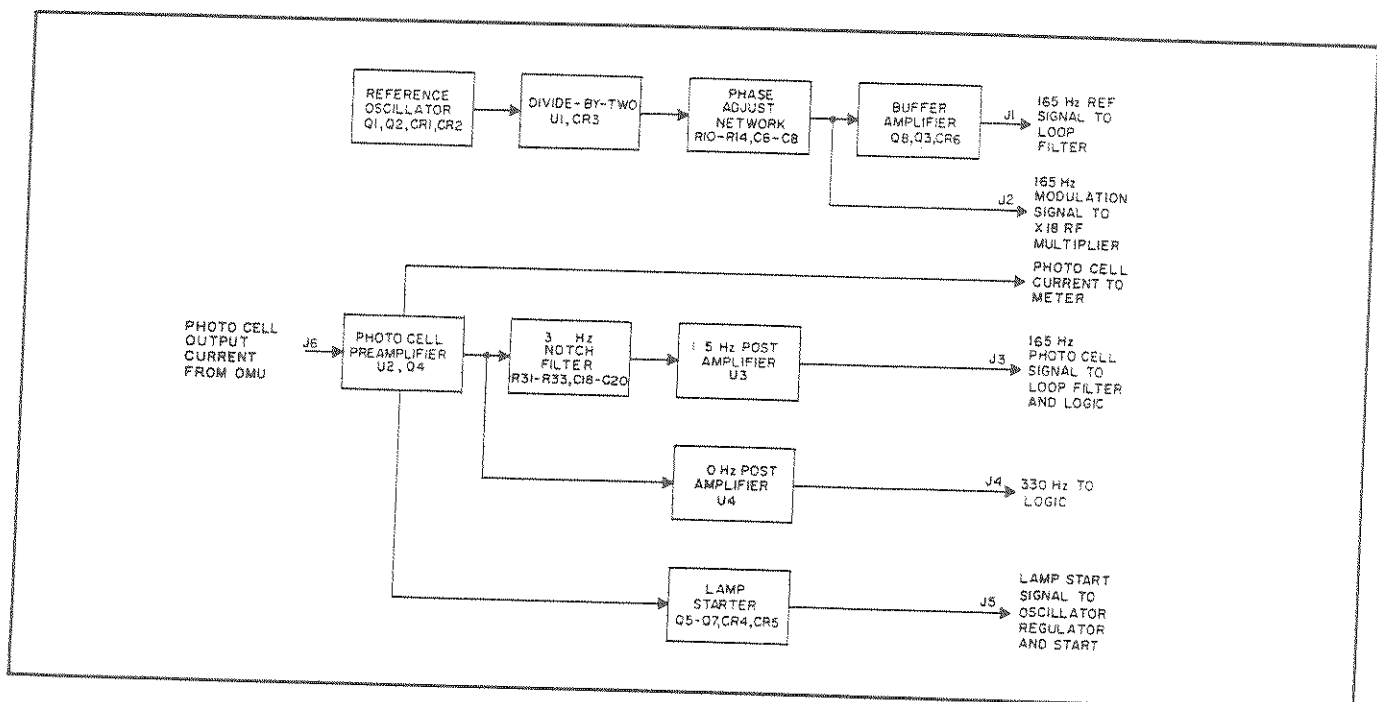 REFERENCE
OSCILLATOR
Q1,Q2,CR1,CR2
DIVIDE-BY-TWO
U1,CR3
PHASE
ADJUST
NETWORK
R10-R14,C6-C8
BUFFER
AMPLIFIER
Q8,Q3,CR6
J1
165 Hz REF
SIGNAL TO
LOOP
FILTER
J2
165 Hz
MODULATION
SIGNAL TO
X18 RF
MULTIPLIER
PHOTO CELL
CURRENT TO
METER
PHOTO CELL
OUTPUT
CURRENT
FROM OMU
J6
PHOTO CELL
PREAMPLIFIER
U2, Q4
3 Hz
NOTCH
FILTER
R31-R33,C18-C20
5 Hz POST
AMPLIFIER
U3
J3
165 Hz
PHOTO CELL
SIGNAL TO
LOOP FILTER
AND LOGIC
0 Hz POST
AMPLIFIER
U4
J4
330 Hz TO
LOGIC
LAMP
STARTER
Q5-Q7,CR4,CR5
J5
LAMP START
SIGNAL TO
OSCILLATOR
REGULATOR
AND START